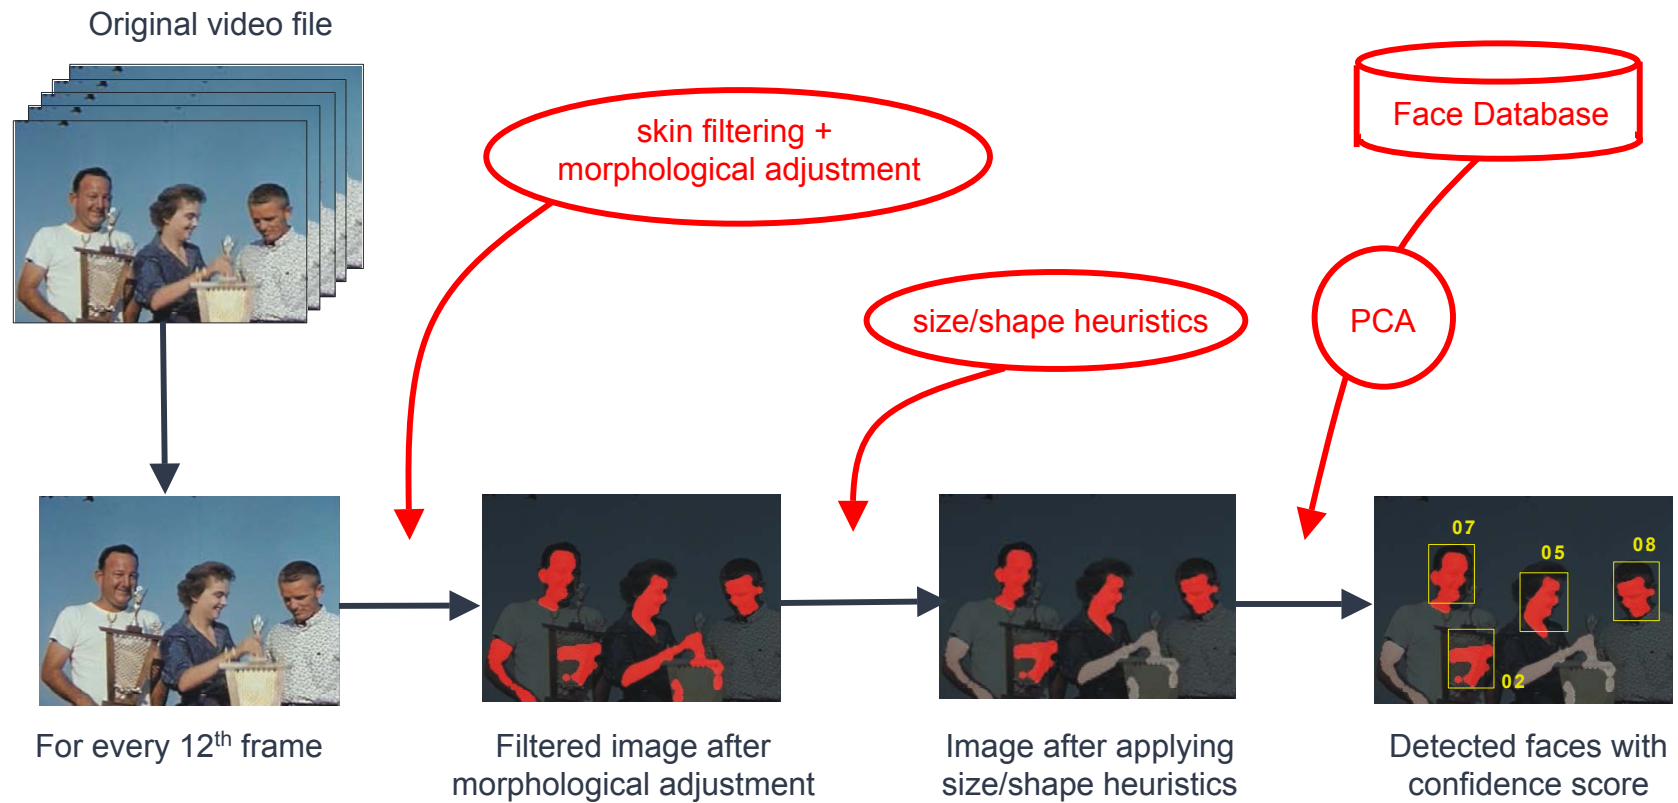 Original video file
skin filtering +
morphological adjustment
Face Database
size/shape heuristics
PCA
07
05
08
02
For every 12th frame
Filtered image after
morphological adjustment
Image after applying
size/shape heuristics
Detected faces with
confidence score